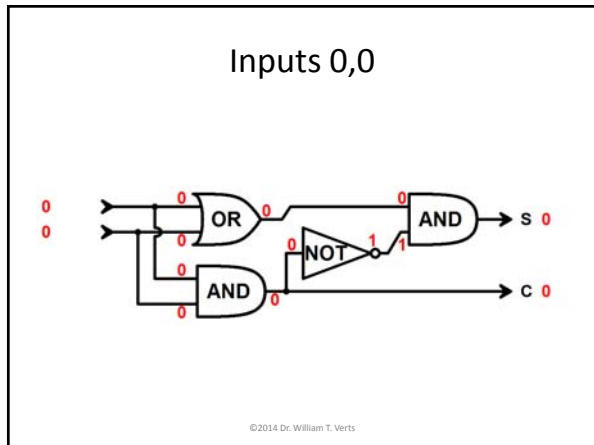 Inputs 0,0
0 0 OR 0 0 AND S 0
0 0 0 NOT 1 1
0 AND 0 C 0
0
©2014 Dr. William T. Verts